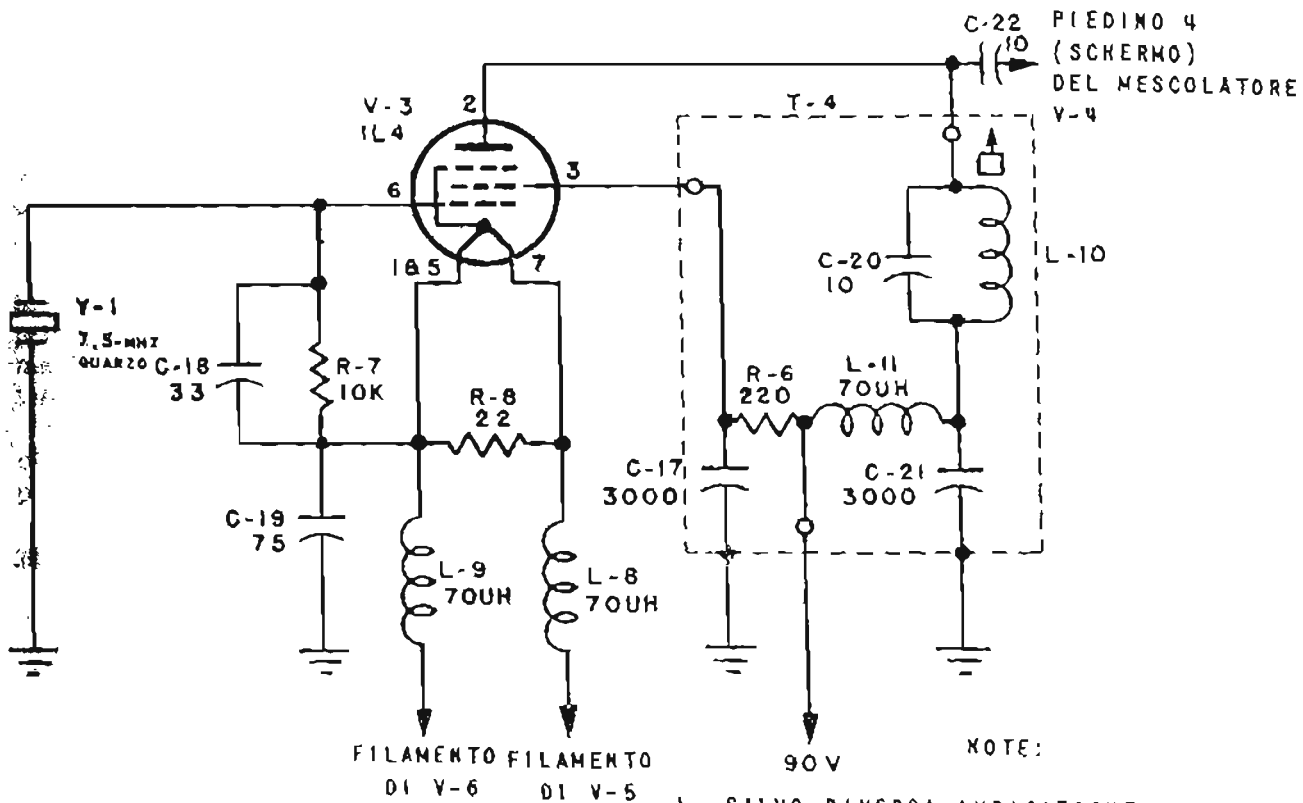 C-22
10
PIEDINO 4
(SCHERMO)
DEL MESCOLATORE
V-4
V-3
1L4
2
T-4
3
6
1&5
7
C-20
10
L-10
Y-1
7,5-MHZ
QUARZO
C-18
33
R-7
10K
R-8
22
R-6
220
L-11
70UH
C-17
3000
C-21
3000
C-19
75
L-9
70UH
L-8
70UH
FILAMENTO
DI V-6
FILAMENTO
DI V-5
90V
NOTE: